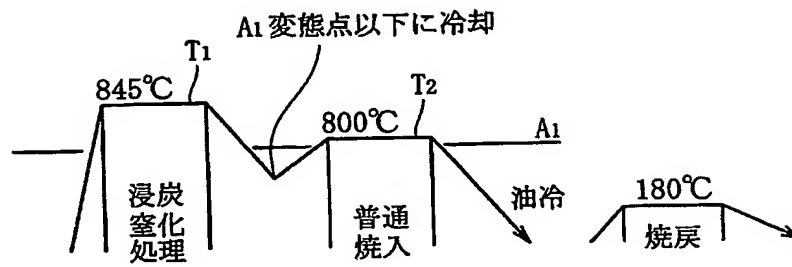 A1変態点以下に冷却
T1
845℃
T2
800℃
A1
浸炭
窒化
処理
普通
焼入
油冷
180℃
焼戻